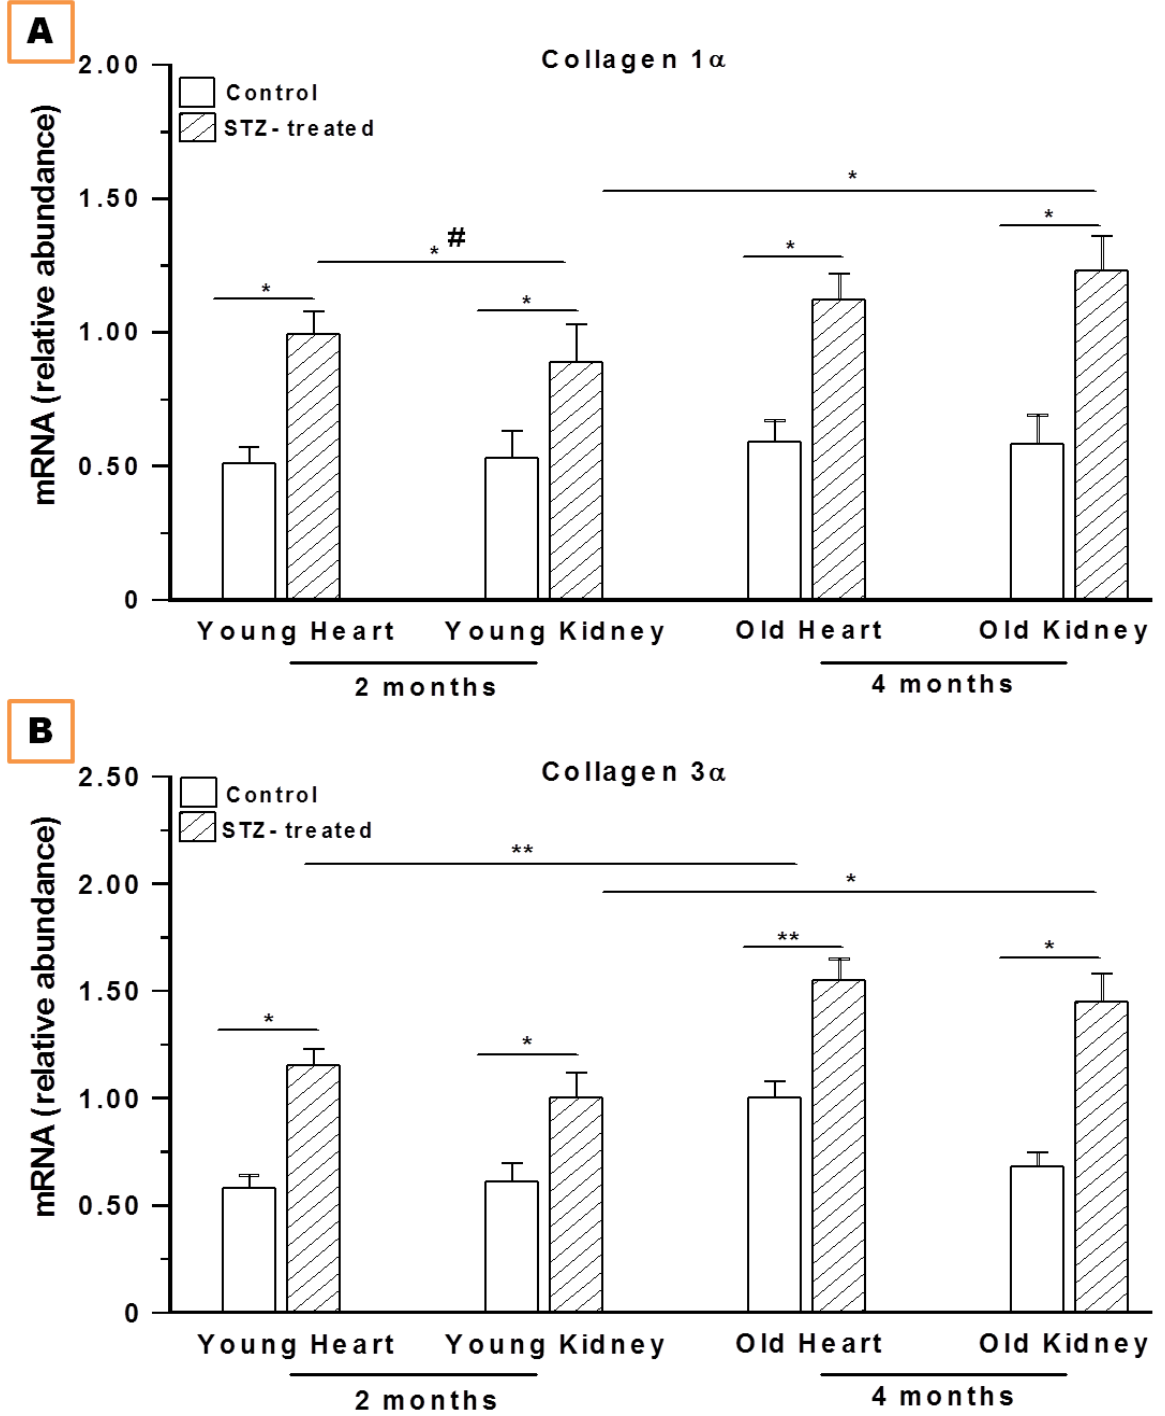 A
Collagen 1α
2.00
1.50
1.00
0.50
0
mRNA (relative abundance)
Control
STZ- treated
*
*
* #
*
*
*
*
Young Heart Young Kidney Old Heart Old Kidney
2 months 4 months
B
Collagen 3α
2.50
2.00
1.50
1.00
0.50
0
mRNA (relative abundance)
Control
STZ- treated
**
*
**
*
*
*
Young Heart Young Kidney Old Heart Old Kidney
2 months 4 months